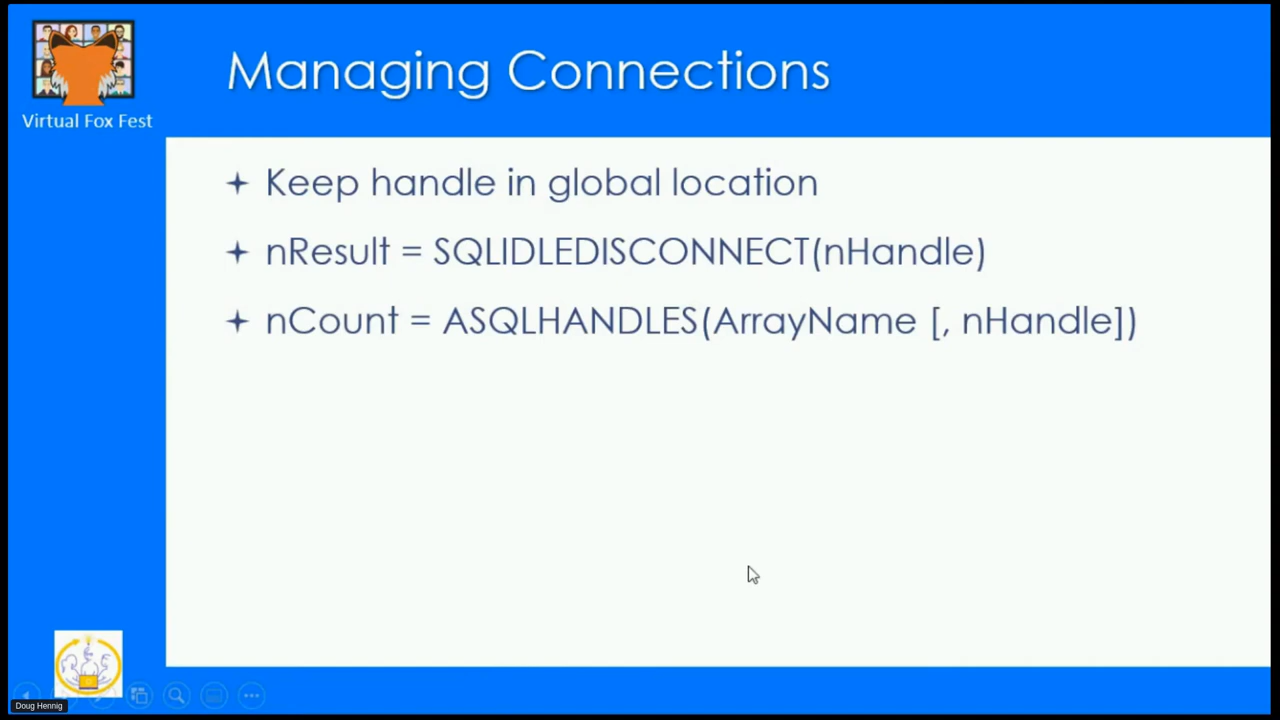 Managing Connections
Virtual Fox Fest
Keep handle in global location
nResult = SQLIDLEDISCONNECT(nHandle)
nCount = ASQLHANDLES(ArrayName [, nHandle])
Doug Hennig